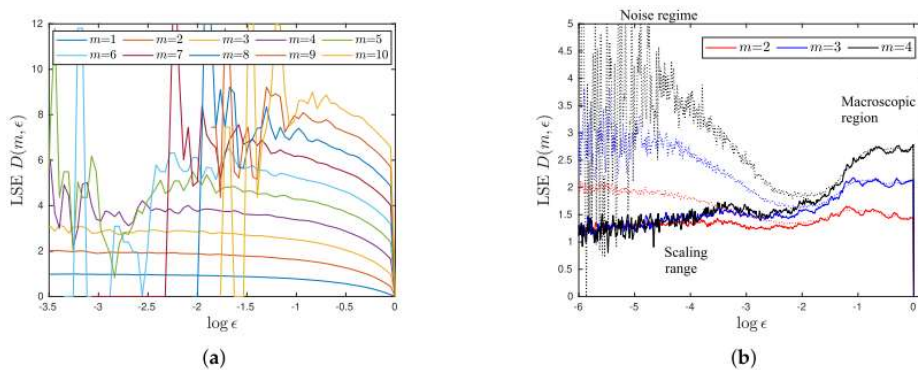 12
10
8
6
4
2
0
m=1 m=2 m=3 m=4 m=5
m=6 m=7 m=8 m=9 m=10
LSE D(m, ϵ)
-3.5 -3 -2.5 -2 -1.5 -1 -0.5 0
log ϵ
(a)
Noise regime
5
4.5
4
3.5
3
2.5
2
1.5
1
0.5
0
m=2 m=3 m=4
Macroscopic
region
LSE D(m, ϵ)
Scaling
range
-6 -5 -4 -3 -2 -1 0
log ϵ
(b)